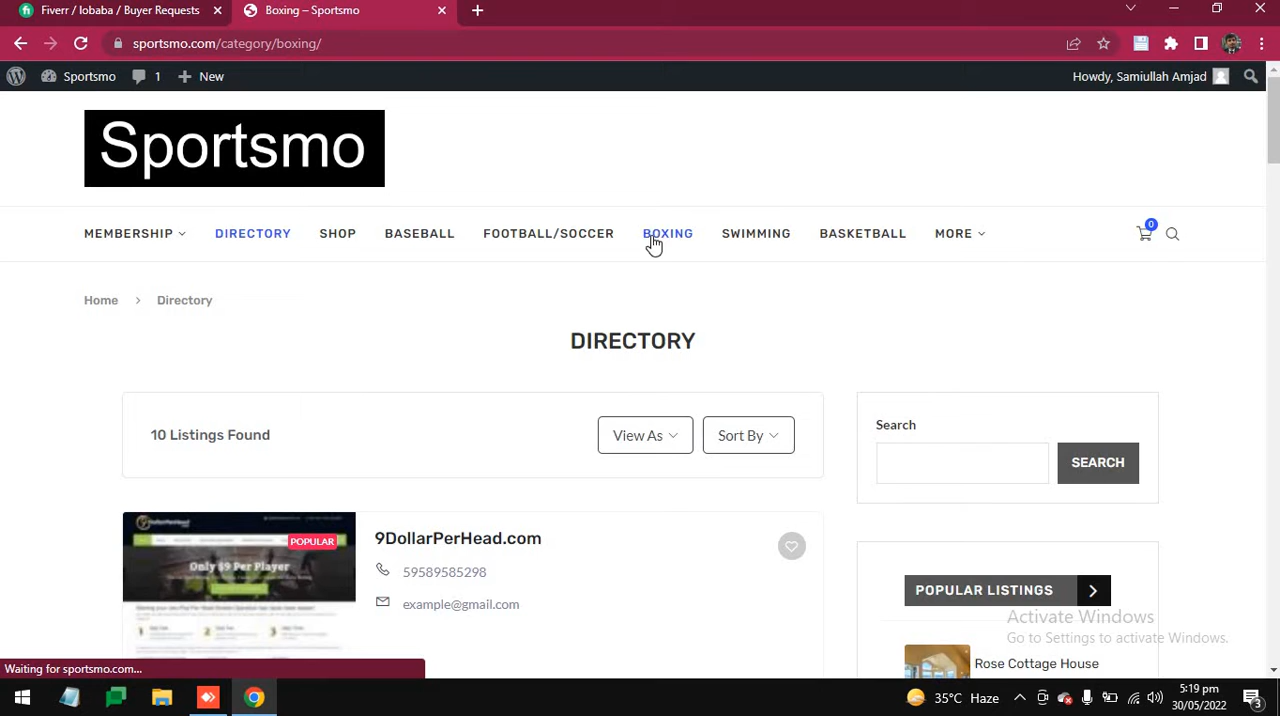 Fiverr / Iobaba / Buyer Requests
Boxing – Sportsmo
sportsmo.com/category/boxing/
Sportsmo
1
New
Howdy, Samiullah Amjad
Sportsmo
MEMBERSHIP
DIRECTORY
SHOP
BASEBALL
FOOTBALL/SOCCER
BOXING
SWIMMING
BASKETBALL
MORE
0
Home
Directory
DIRECTORY
10 Listings Found
View As
Sort By
Search
SEARCH
9DollarPerHead.com
POPULAR
Only $9 Per Player
59589585298
example@gmail.com
POPULAR LISTINGS
Rose Cottage House
Activate Windows
Go to Settings to activate Windows.
Waiting for sportsmo.com...
35°C Haze
5:19 pm
30/05/2022
3